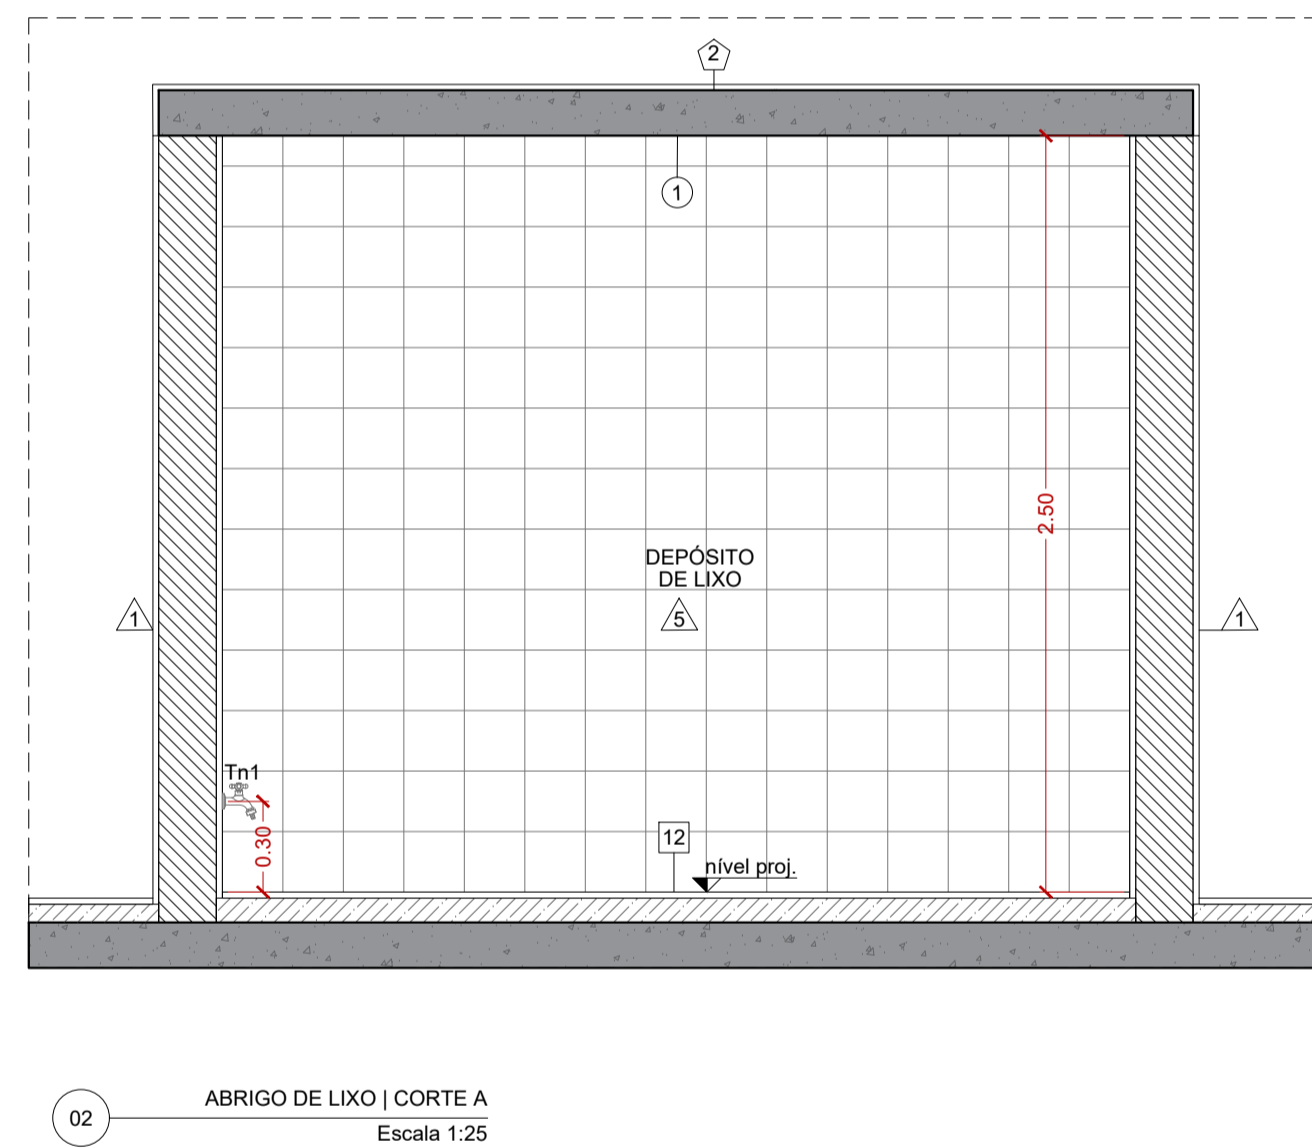 2
1
2.50
DEPÓSITO
DE LIXO
1
5
1
Tn1
0.30
12
nível proj.
02
ABRIGO DE LIXO | CORTE A
Escala 1:25